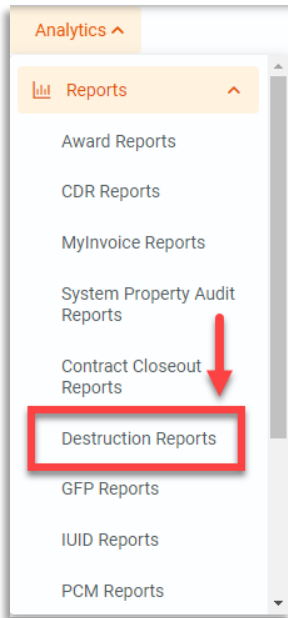 Analytics
Reports
Award Reports
CDR Reports
MyInvoice Reports
System Property Audit
Reports
Contract Closeout
Reports
Destruction Reports
GFP Reports
IUID Reports
PCM Reports